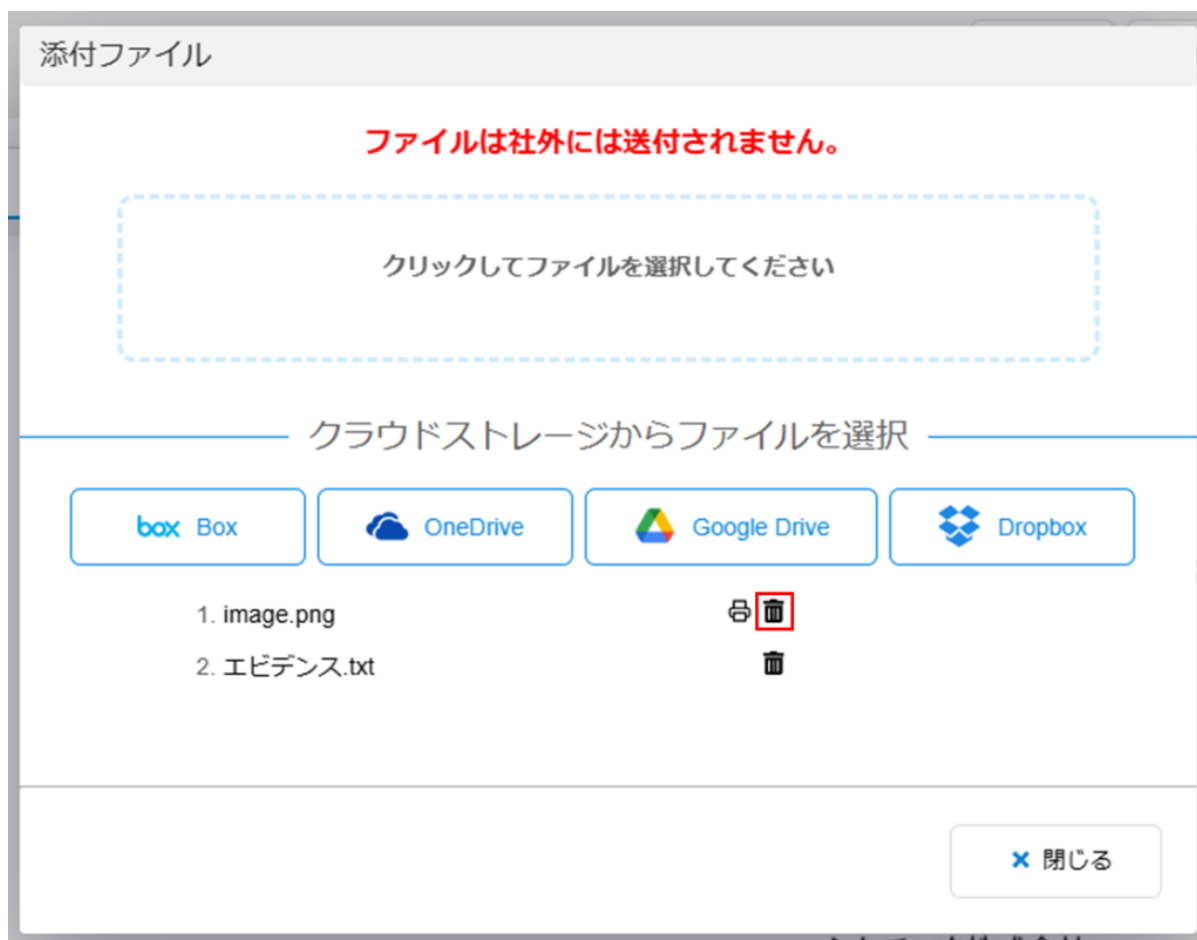 添付ファイル
ファイルは社外には送付されません。
クリックしてファイルを選択してください
クラウドストレージからファイルを選択
box Box OneDrive Google Drive Dropbox
1. image.png
2. エビデンス.txt
× 閉じる